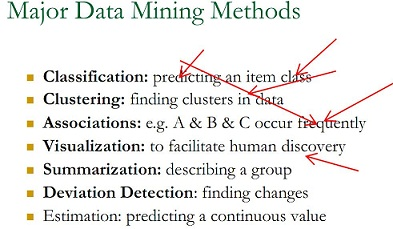 Major Data Mining Methods
Classification: predicting an item class
Clustering: finding clusters in data
Associations: e.g. A & B & C occur frequently
Visualization: to facilitate human discovery
Summarization: describing a group
Deviation Detection: finding changes
Estimation: predicting a continuous value